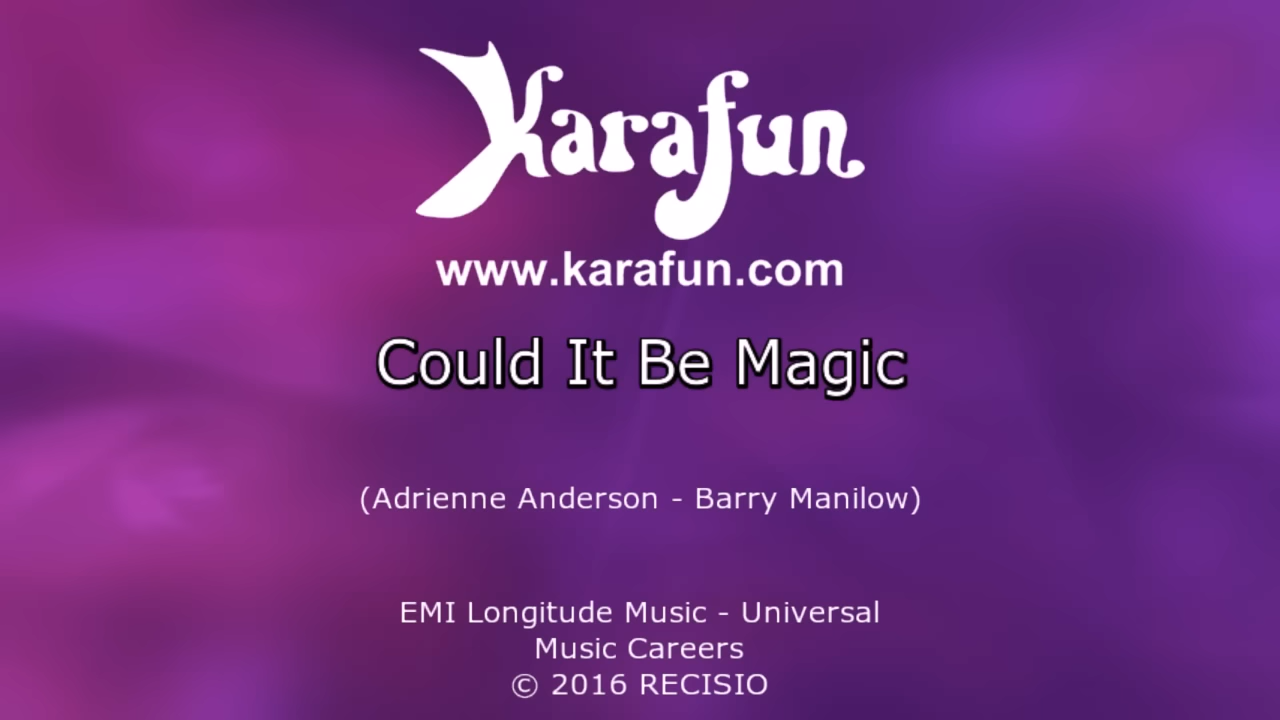 Karafun
www.karafun.com
Could It Be Magic
(Adrienne Anderson - Barry Manilow)
EMI Longitude Music - Universal
Music Careers
© 2016 RECISIO